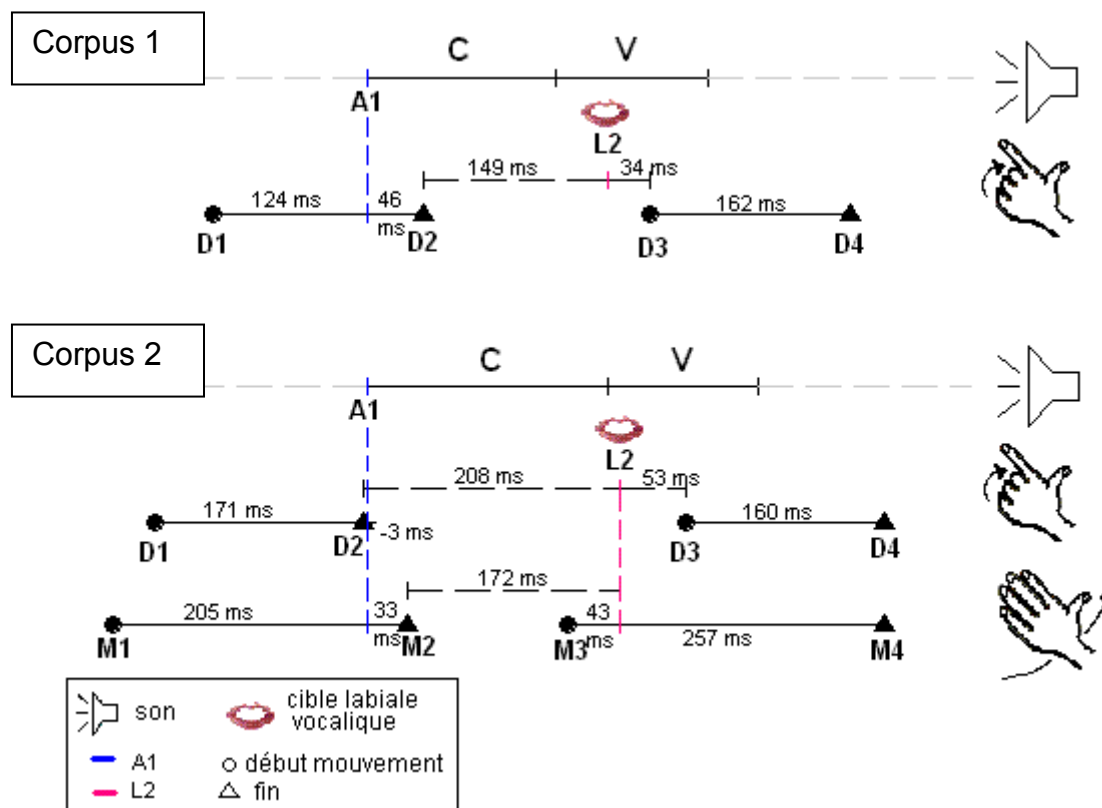 Corpus 1
C V
A1
L2
149 ms 34 ms
124 ms 46 ms 162 ms
D1 D2 D3 D4
Corpus 2
C V
A1
L2
208 ms 53 ms
171 ms -3 ms 160 ms
D1 D2 D3 D4
172 ms
205 ms 33 ms 43 ms 257 ms
M1 M2 M3 M4
son cible labiale
vocalique
A1 début mouvement
L2 fin